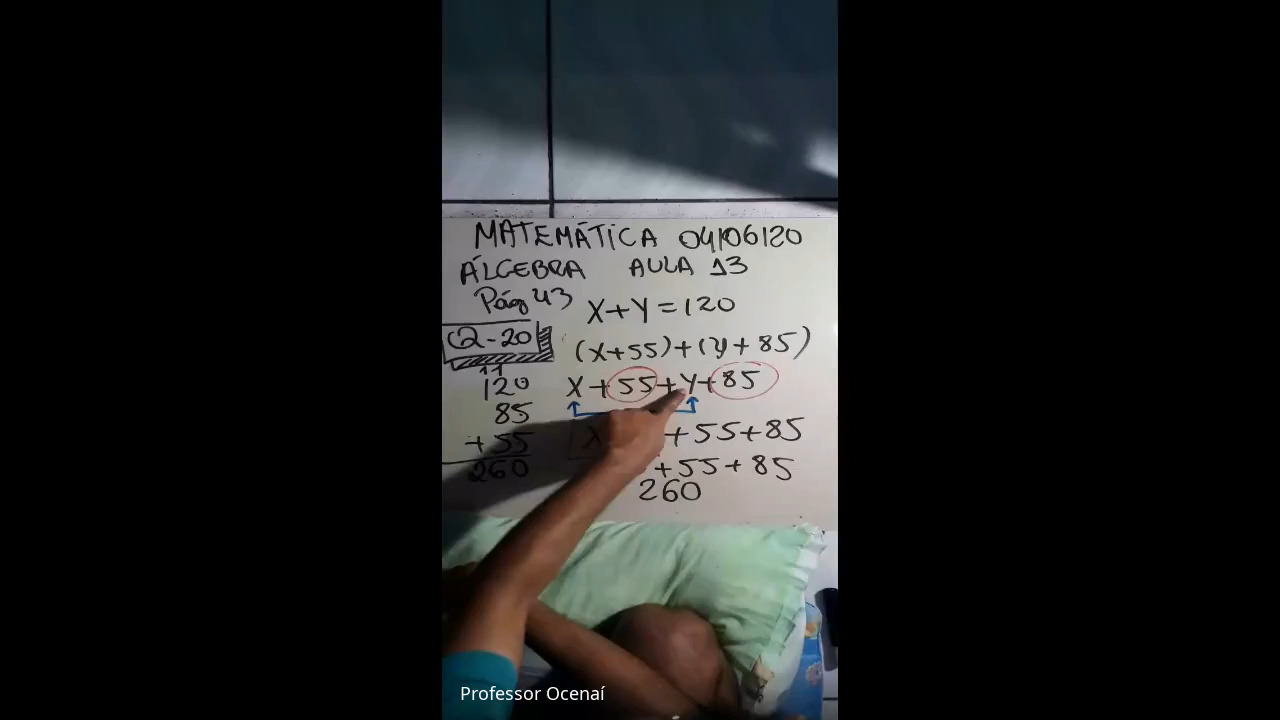 MATEMÁTICA 04/06/20
ÁLGEBRA AULA 13
Pág 43
X+Y=120
Q-20
(X+55)+(y+85)
11
120
85
+55
260
X+55+Y+85
X +55+85
+55+85
260
Professor Ocenaí